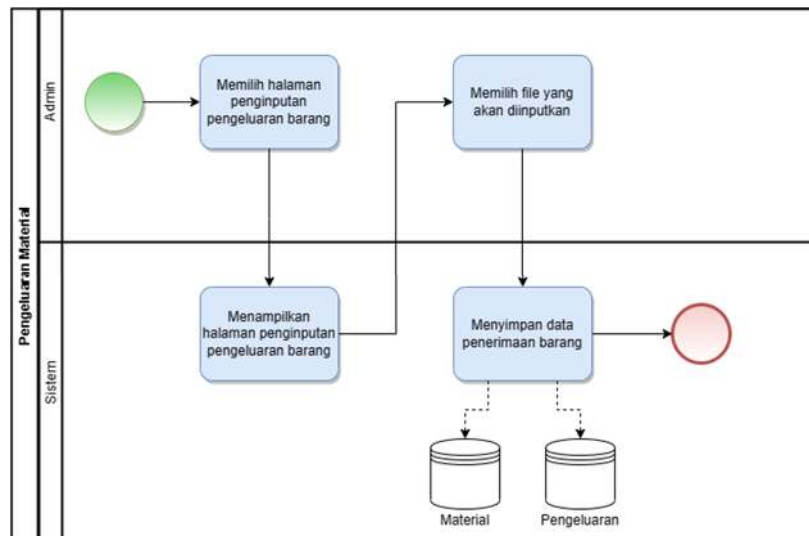 Pengeluaran Material
Admin
Memilih halaman
penginputan
pengeluaran barang
Memilih file yang
akan diinputkan
Sistem
Menampilkan
halaman penginputan
pengeluaran barang
Menyimpan data
penerimaan barang
Material
Pengeluaran